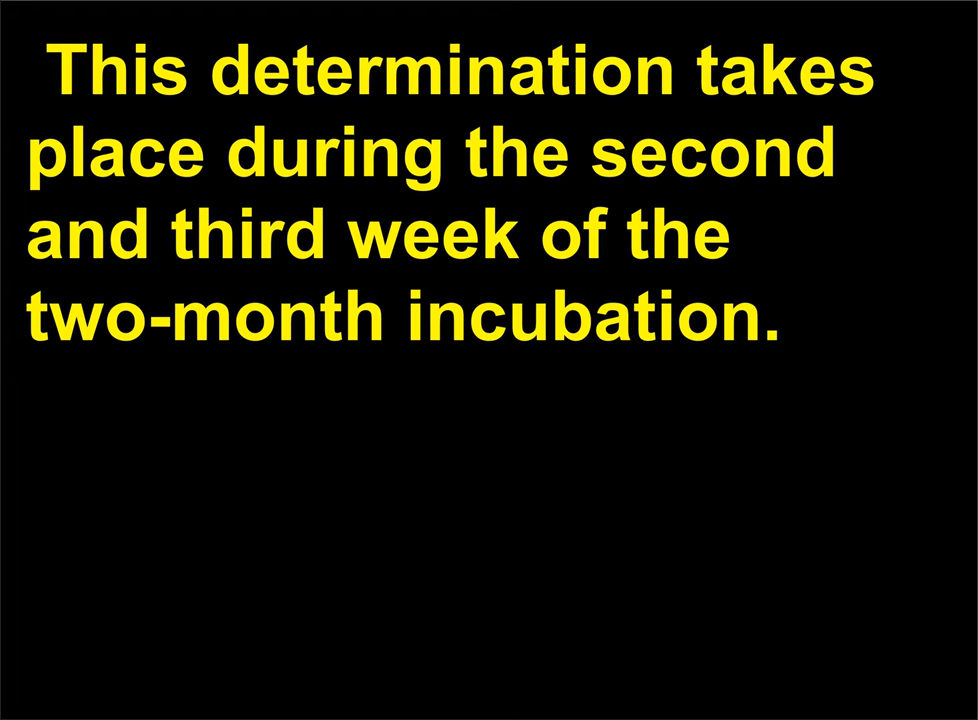 This determination takes
place during the second
and third week of the
two-month incubation.